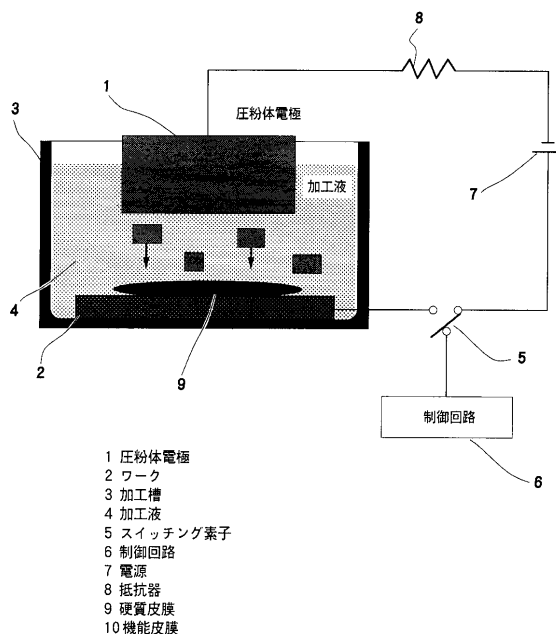 8
1
圧粉体電極
3
加工液
7
4
5
2
9
制御回路
6
1 圧粉体電極
2 ワーク
3 加工槽
4 加工液
5 スイッチング素子
6 制御回路
7 電源
8 抵抗器
9 硬質皮膜
10 機能皮膜